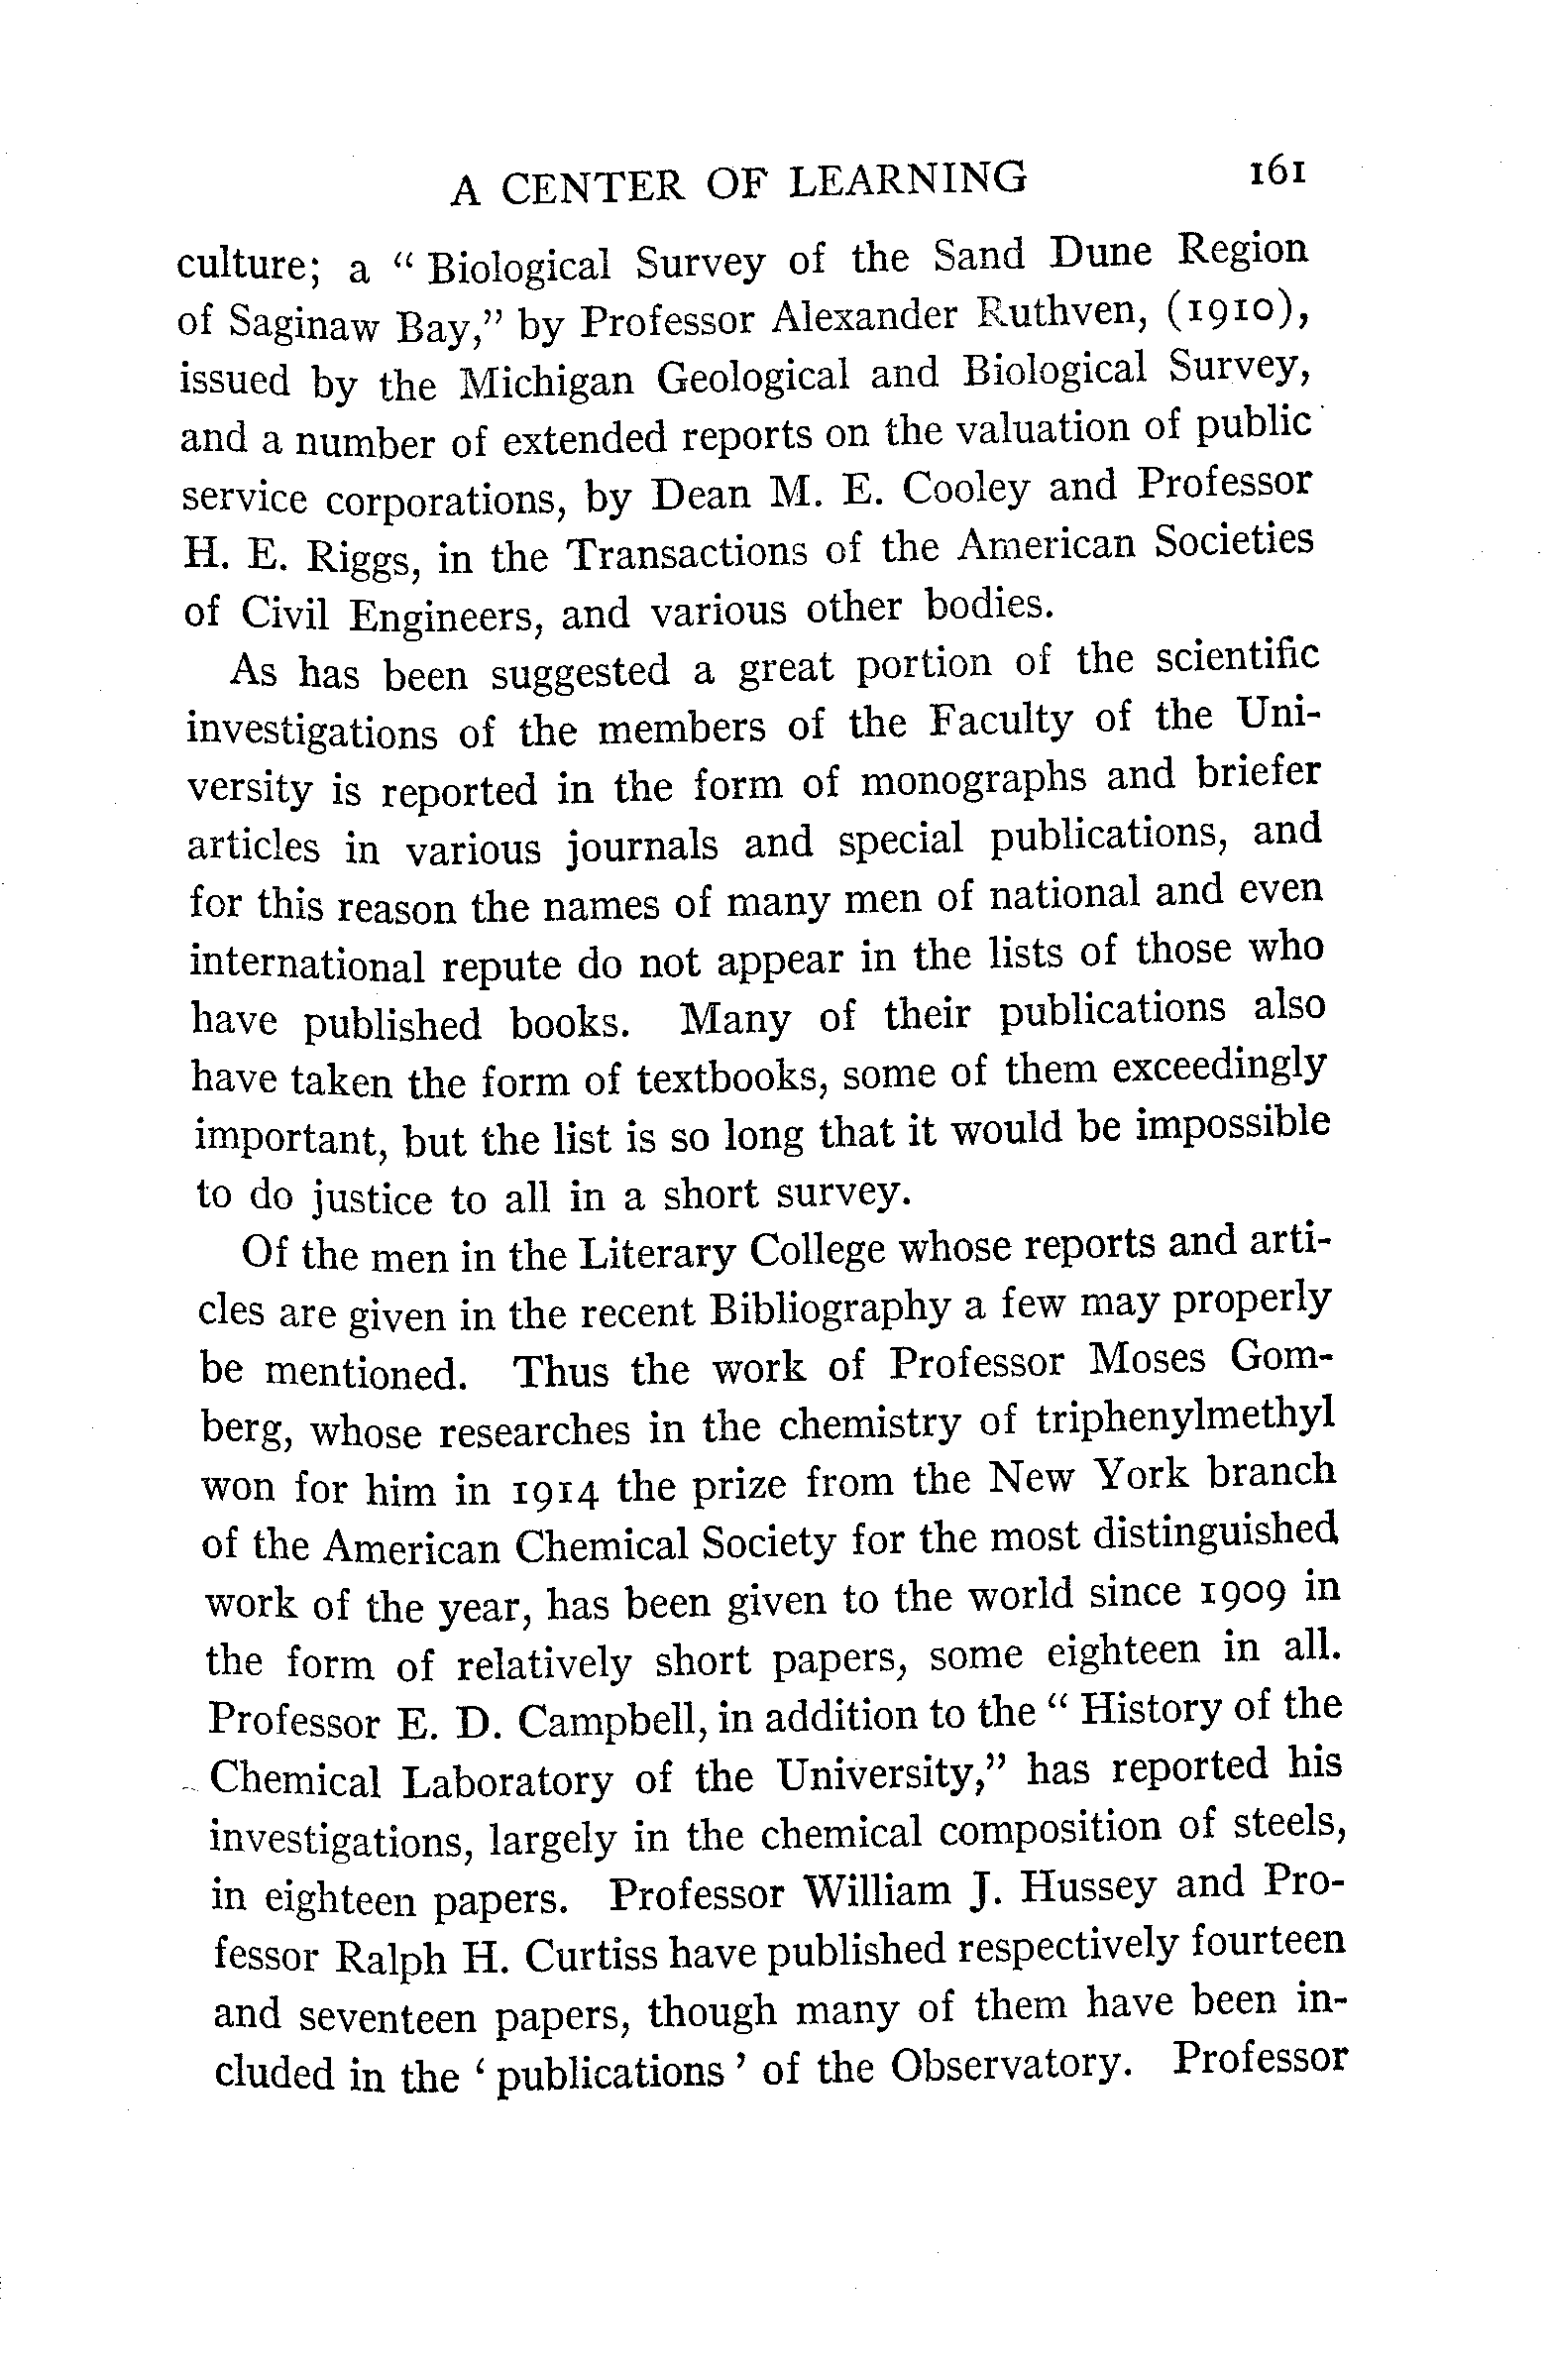 A CENTER OF LEARNING 161
culture; a " Biological Survey of the Sand Dune Region
of Saginaw Bay," by Professor Alexander Ruthven, (1910),
issued by the Michigan Geological and Biological Survey,
and a number of extended reports on the valuation of public
service corporations, by Dean M. E. Cooley and Professor
H. E. Riggs, in the Transactions of the American Societies
of Civil Engineers, and various other bodies.
As has been suggested a great portion of the scientific
investigations of the members of the Faculty of the Uni-
versity is reported in the form of monographs and briefer
articles in various journals and special publications, and
for this reason the names of many men of national and even
international repute do not appear in the lists of those who
have published books. Many of their publications also
have taken the form of textbooks, some of them exceedingly
important, but the list is so long that it would be impossible
to do justice to all in a short survey.
Of the men in the Literary College whose reports and arti-
cles are given in the recent Bibliography a few may properly
be mentioned. Thus the work of Professor Moses Gom-
berg, whose researches in the chemistry of triphenylmethyl
won for him in 1914 the prize from the New York branch
of the American Chemical Society for the most distinguished
work of the year, has been given to the world since 1909 in
the form of relatively short papers, some eighteen in all.
Professor E. D. Campbell, in addition to the " History of the
Chemical Laboratory of the University," has reported his
investigations, largely in the chemical composition of steels,
in eighteen papers. Professor William J. Hussey and Pro-
fessor Ralph H. Curtiss have published respectively fourteen
and seventeen papers, though many of them have been in-
cluded in the ' publications ' of the Observatory. Professor